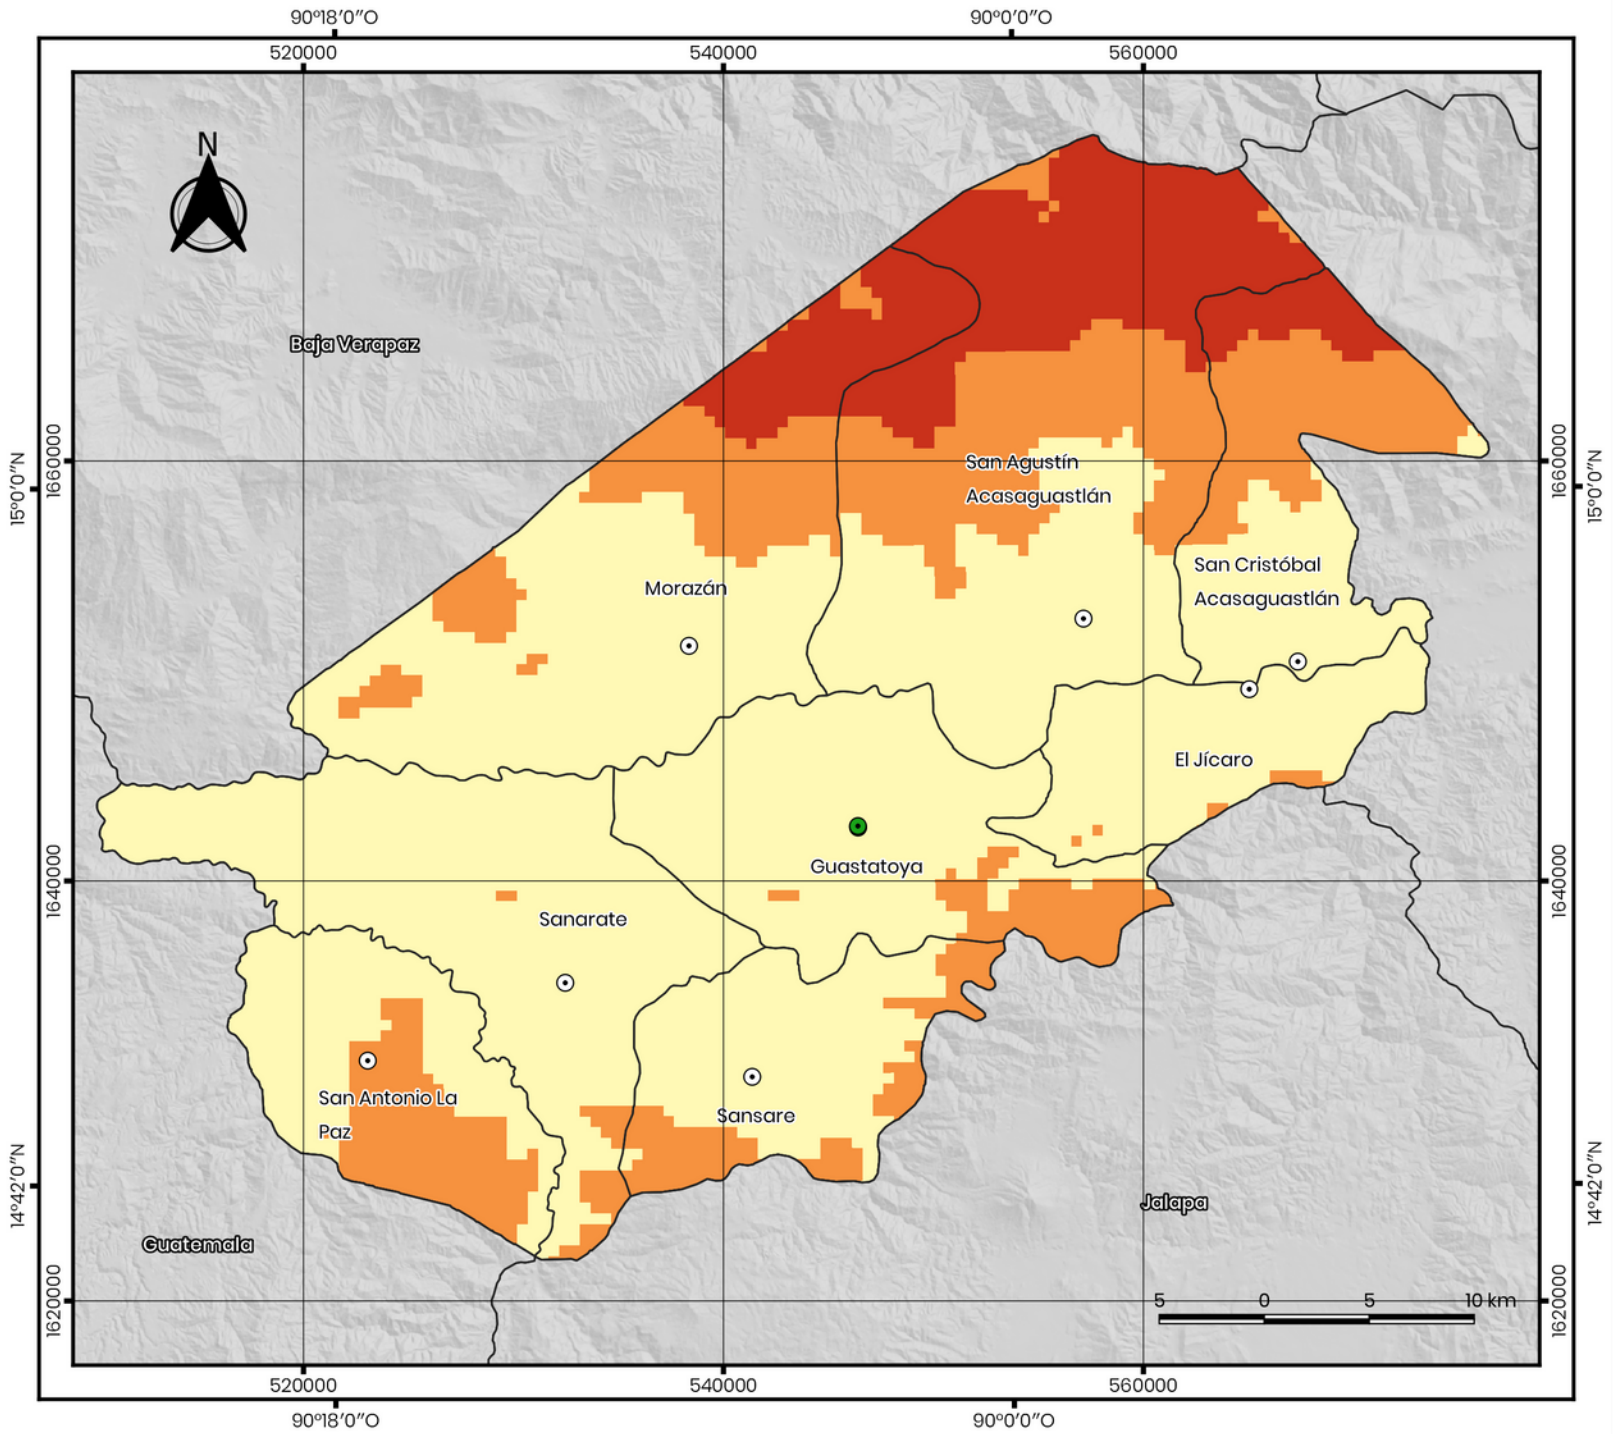 90°18'0"O 90°0'0"O
520000 540000 560000
N
Baja Verapaz
15°0'0"N 1660000 1660000 15°0'0"N
San Agustín
Acasaguastlán
San Cristóbal
Acasaguastlán
Morazán
El Jícaro
Guastatoya
1640000 1640000
Sanarate
San Antonio La
Paz
Sansare
14°42'0"N 14°42'0"N
Jalapa
Guatemala
1620000 1620000
5 0 5 10 km
520000 540000 560000
90°18'0"O 90°0'0"O